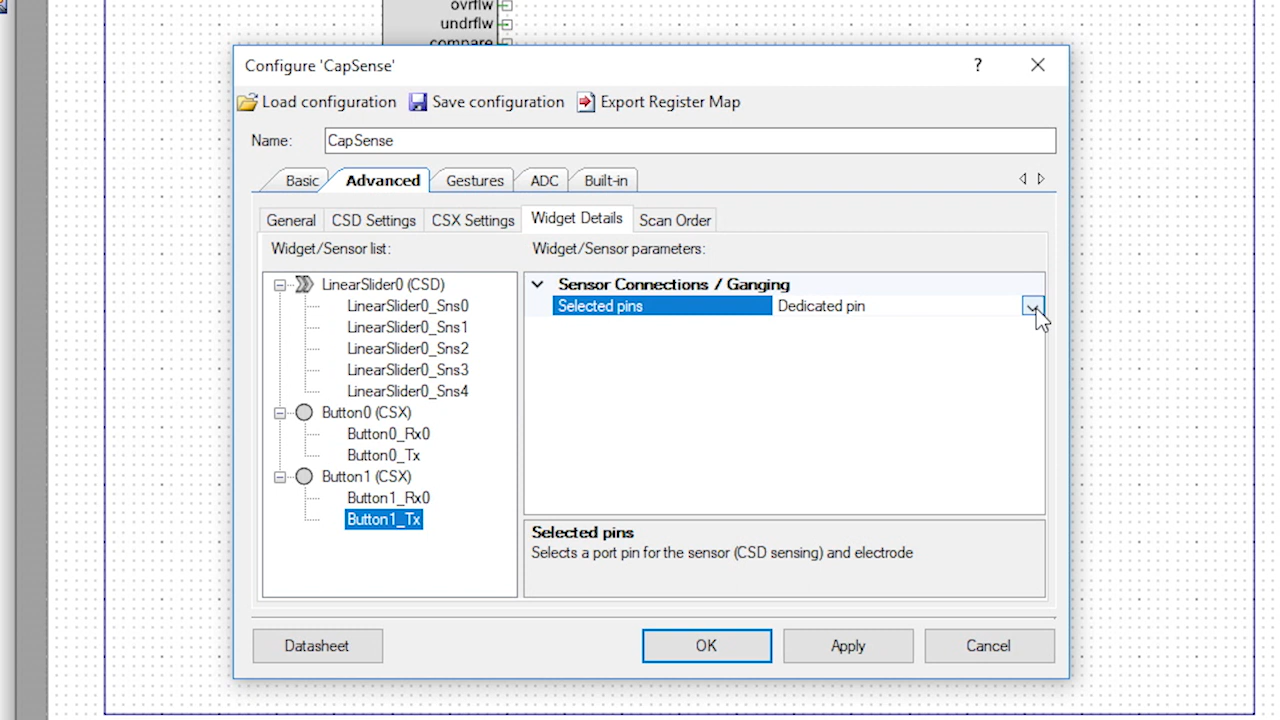 ovrflw
undrflw
compare
Configure 'CapSense'
?
Load configuration Save configuration Export Register Map
Name: CapSense
Basic Advanced Gestures ADC Built-in
General CSD Settings CSX Settings Widget Details Scan Order
Widget/Sensor list: Widget/Sensor parameters:
LinearSlider0 (CSD) Sensor Connections / Ganging
LinearSlider0_Sns0 Selected pins Dedicated pin
LinearSlider0_Sns1
LinearSlider0_Sns2
LinearSlider0_Sns3
LinearSlider0_Sns4
Button0 (CSX)
Button0_Rx0
Button0_Tx
Button1 (CSX)
Button1_Rx0
Button1_Tx
Selected pins
Selects a port pin for the sensor (CSD sensing) and electrode
Datasheet OK Apply Cancel